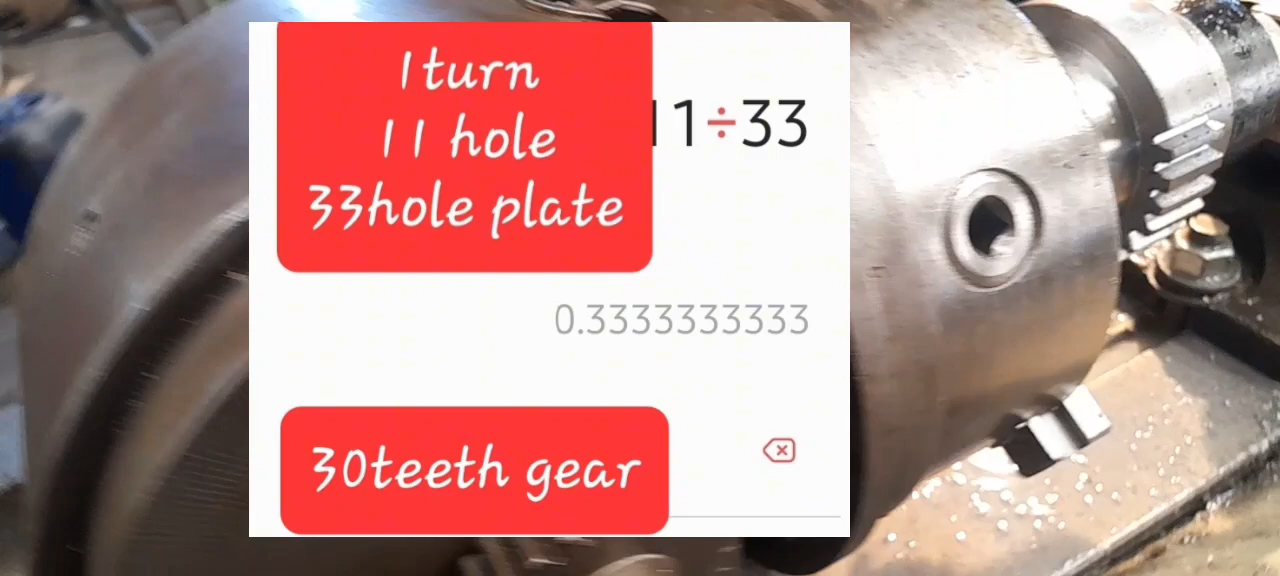 1turn
11 hole
33hole plate
11÷33
0.3333333333
30teeth gear